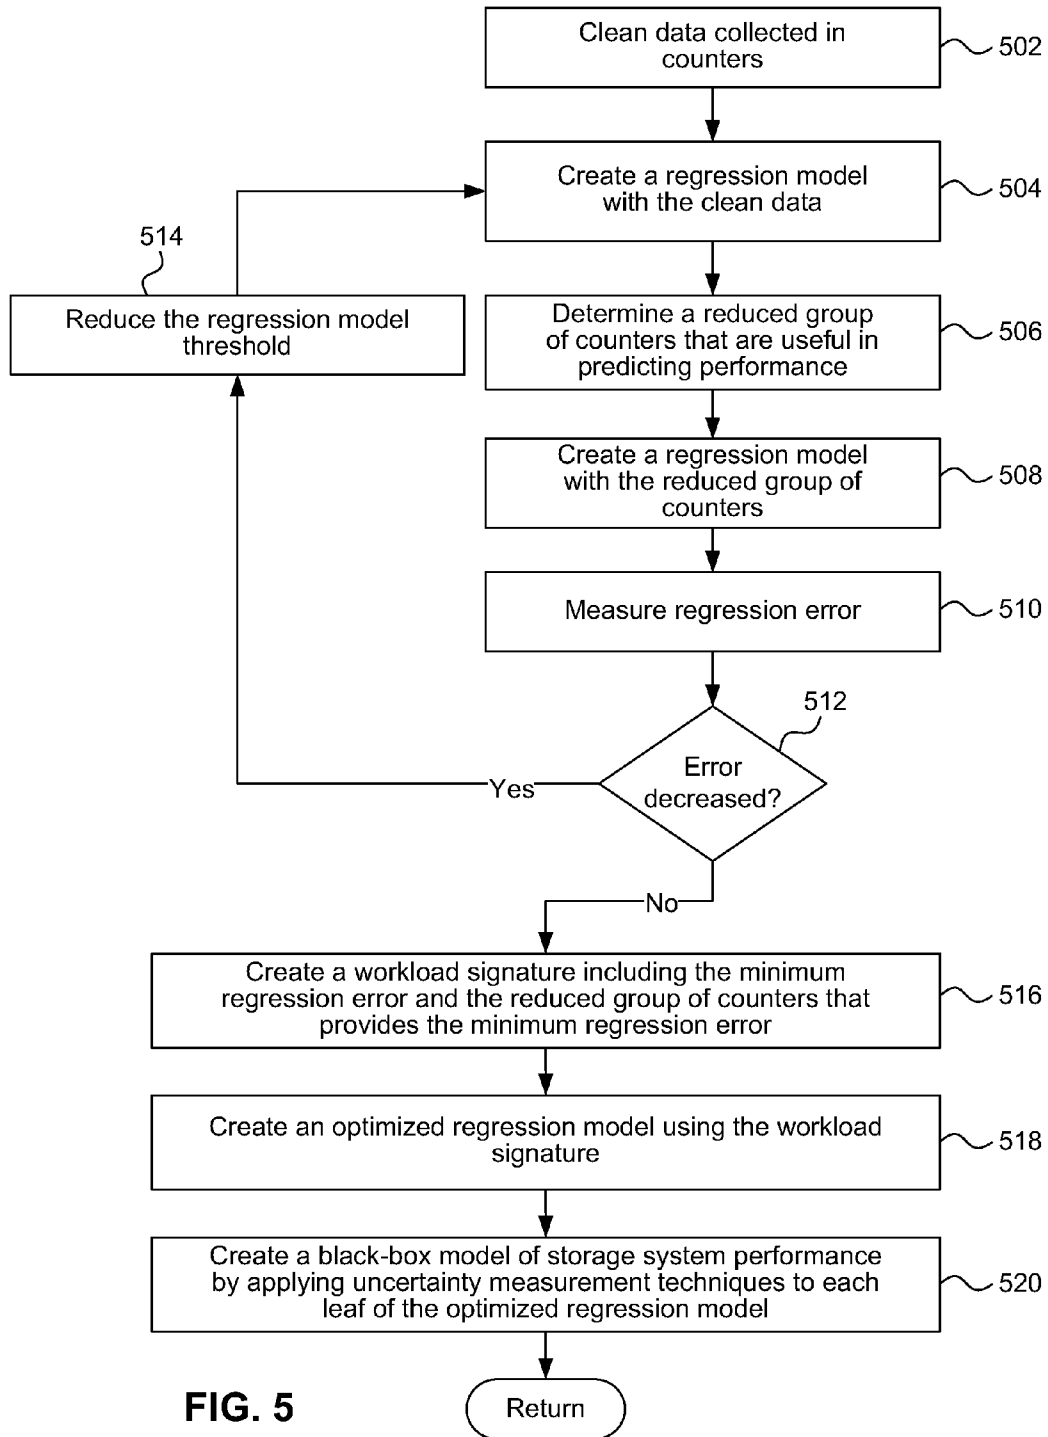 Clean data collected in
counters
502
Create a regression model
with the clean data
504
514
Reduce the regression model
threshold
Determine a reduced group
of counters that are useful in
predicting performance
506
Create a regression model
with the reduced group of
counters
508
Measure regression error
510
512
Error
decreased?
Yes
No
Create a workload signature including the minimum
regression error and the reduced group of counters that
provides the minimum regression error
516
Create an optimized regression model using the workload
signature
518
Create a black-box model of storage system performance
by applying uncertainty measurement techniques to each
leaf of the optimized regression model
520
FIG. 5
Return